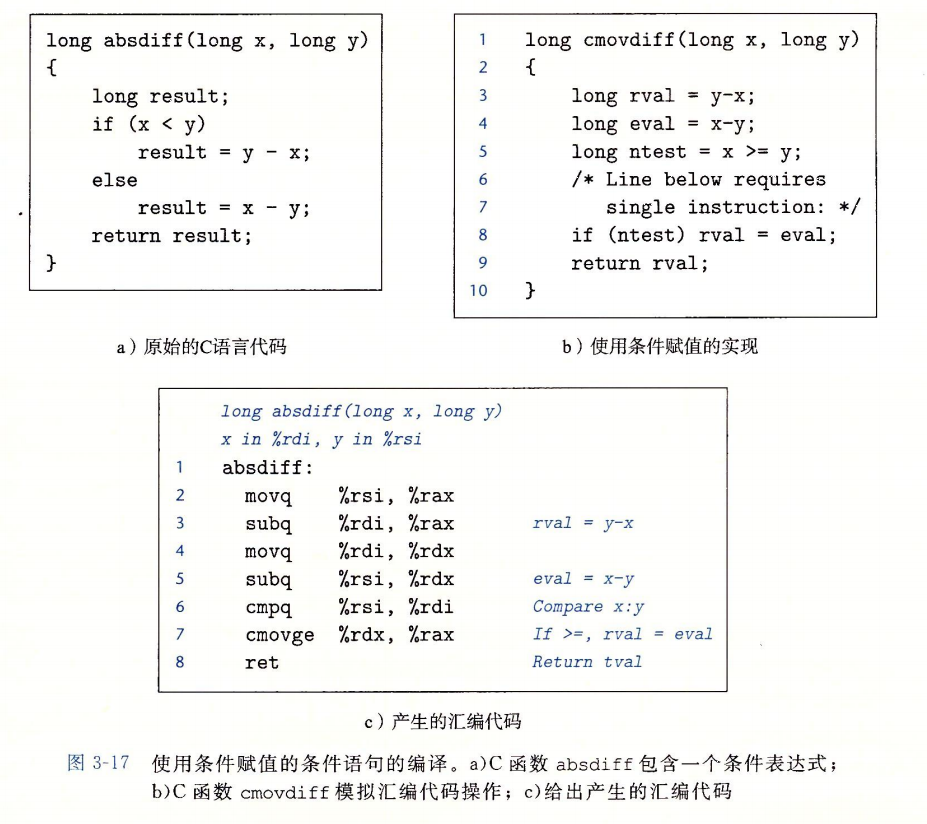 long absdiff(long x, long y)
{
    long result;
    if (x < y)
        result = y - x;
    else
        result = x - y;
    return result;
}
a）原始的C语言代码
1 long cmovdiff(long x, long y)
2 {
3     long rval = y-x;
4     long eval = x-y;
5     long ntest = x >= y;
6     /* Line below requires
7        single instruction: */
8     if (ntest) rval = eval;
9     return rval;
10 }
b）使用条件赋值的实现
long absdiff(long x, long y)
x in %rdi, y in %rsi
1 absdiff:
2   movq    %rsi, %rax
3   subq    %rdi, %rax    rval = y-x
4   movq    %rdi, %rdx
5   subq    %rsi, %rdx    eval = x-y
6   cmpq    %rsi, %rdi    Compare x:y
7   cmovge  %rdx, %rax    If >=, rval = eval
8   ret    Return tval
c）产生的汇编代码
图 3-17 使用条件赋值的条件语句的编译。a)C 函数 absdiff 包含一个条件表达式；
b)C 函数 cmovdiff 模拟汇编代码操作；c)给出产生的汇编代码